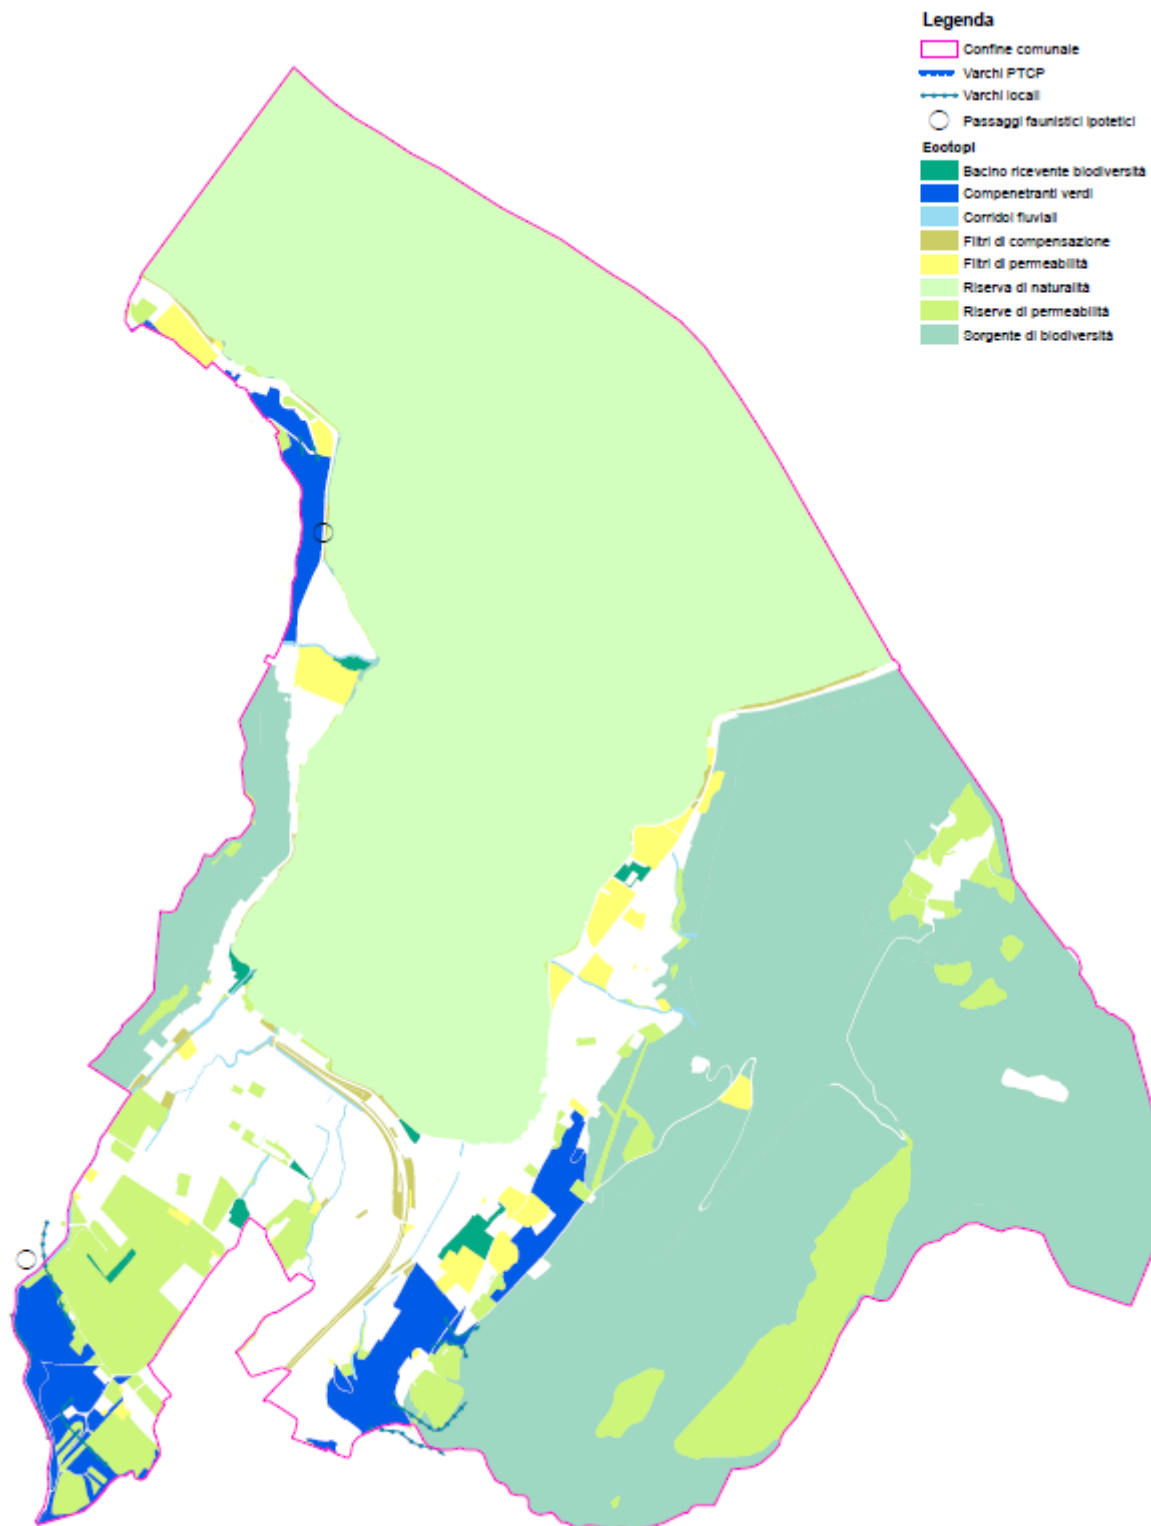 Legenda
Confine comunale
Varchi PTCP
Varchi locali
Passaggi faunistici ipotetici
Ecotopi
Bacino ricevente biodiversità
Compenetranti verdi
Corridoi fluviali
Filtri di compensazione
Filtri di permeabilità
Riserva di naturalità
Riserve di permeabilità
Sorgente di biodiversità